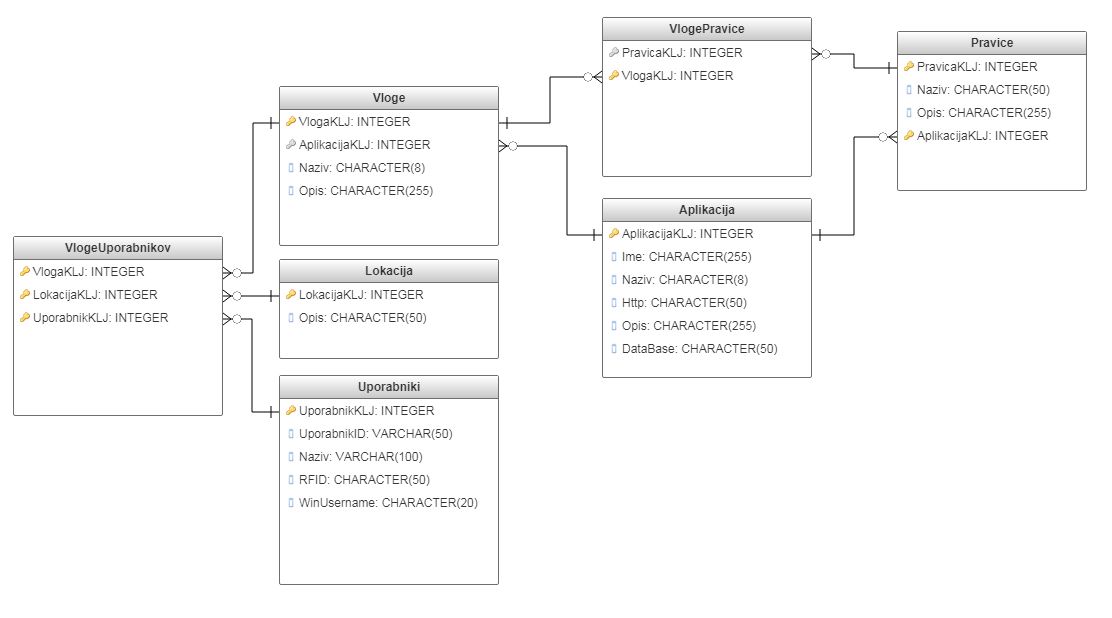 VlogeUporabnikov
VlogaKLJ: INTEGER
LokacijaKLJ: INTEGER
UporabnikKLJ: INTEGER
Vloge
VlogaKLJ: INTEGER
AplikacijaKLJ: INTEGER
Naziv: CHARACTER(8)
Opis: CHARACTER(255)
Lokacija
LokacijaKLJ: INTEGER
Opis: CHARACTER(50)
Uporabniki
UporabnikKLJ: INTEGER
UporabnikID: VARCHAR(50)
Naziv: VARCHAR(100)
RFID: CHARACTER(50)
WinUsername: CHARACTER(20)
VlogePravice
PravicaKLJ: INTEGER
VlogaKLJ: INTEGER
Aplikacija
AplikacijaKLJ: INTEGER
Ime: CHARACTER(255)
Naziv: CHARACTER(8)
Http: CHARACTER(50)
Opis: CHARACTER(255)
DataBase: CHARACTER(50)
Pravice
PravicaKLJ: INTEGER
Naziv: CHARACTER(50)
Opis: CHARACTER(255)
AplikacijaKLJ: INTEGER